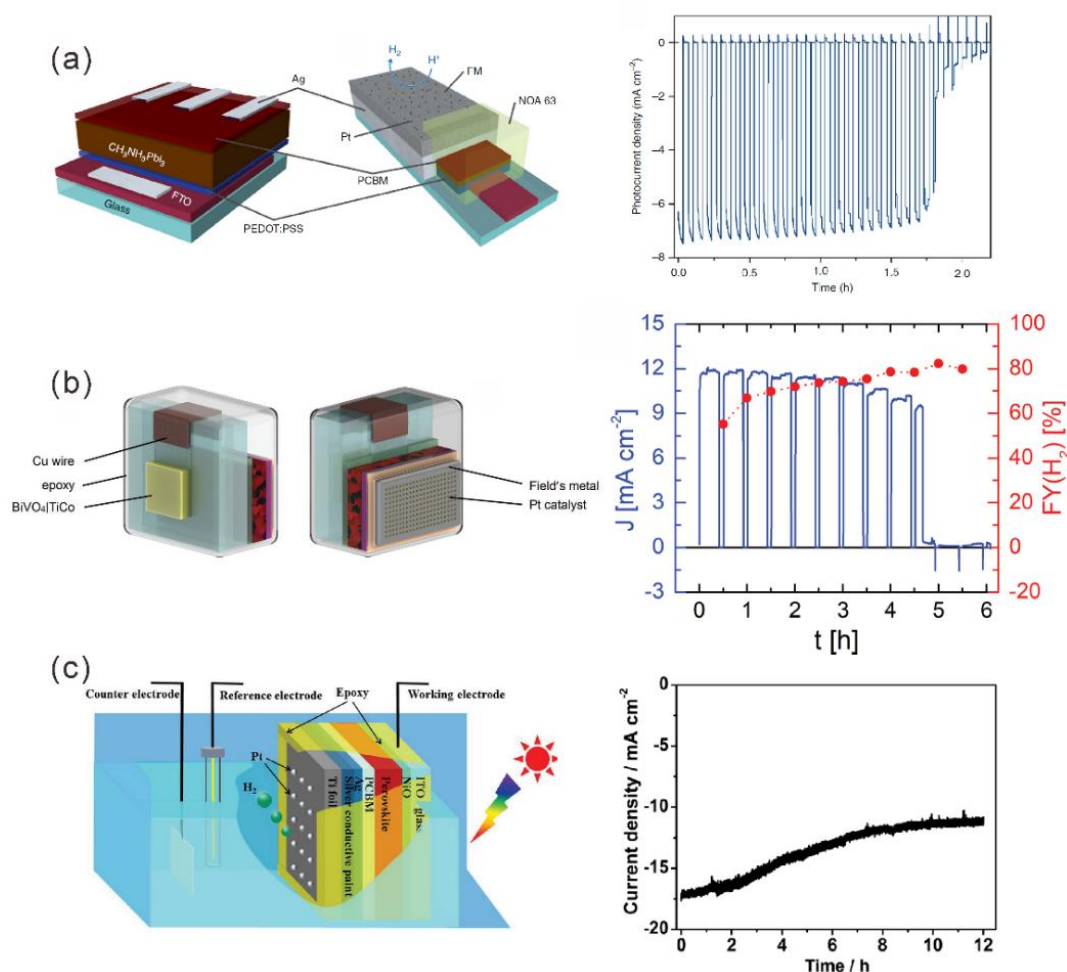 (a)
Ag
CH₃NH₃PbI₃
FTO
Glass
PCBM
PEDOT:PSS
H₂
H⁺
FM
Pt
NOA 63
Photocurrent density (mA cm⁻²)
0
−2
−4
−6
−8
0.0
0.5
1.0
1.5
2.0
Time (h)
(b)
Cu wire
epoxy
BiVO₄|TiCo
Field's metal
Pt catalyst
J [mA cm⁻²]
15
12
9
6
3
0
-3
0
1
2
3
4
5
6
t [h]
100
80
60
40
20
0
-20
FY(H₂) [%]
(c)
Counter electrode
Reference electrode
Epoxy
Working electrode
Pt
H₂
Ti foil
Silver conductive paint
Ag
PCBM
Perovskite
NiO
ITO glass
Current density / mA cm⁻²
0
-5
-10
-15
-20
0
2
4
6
8
10
12
Time / h